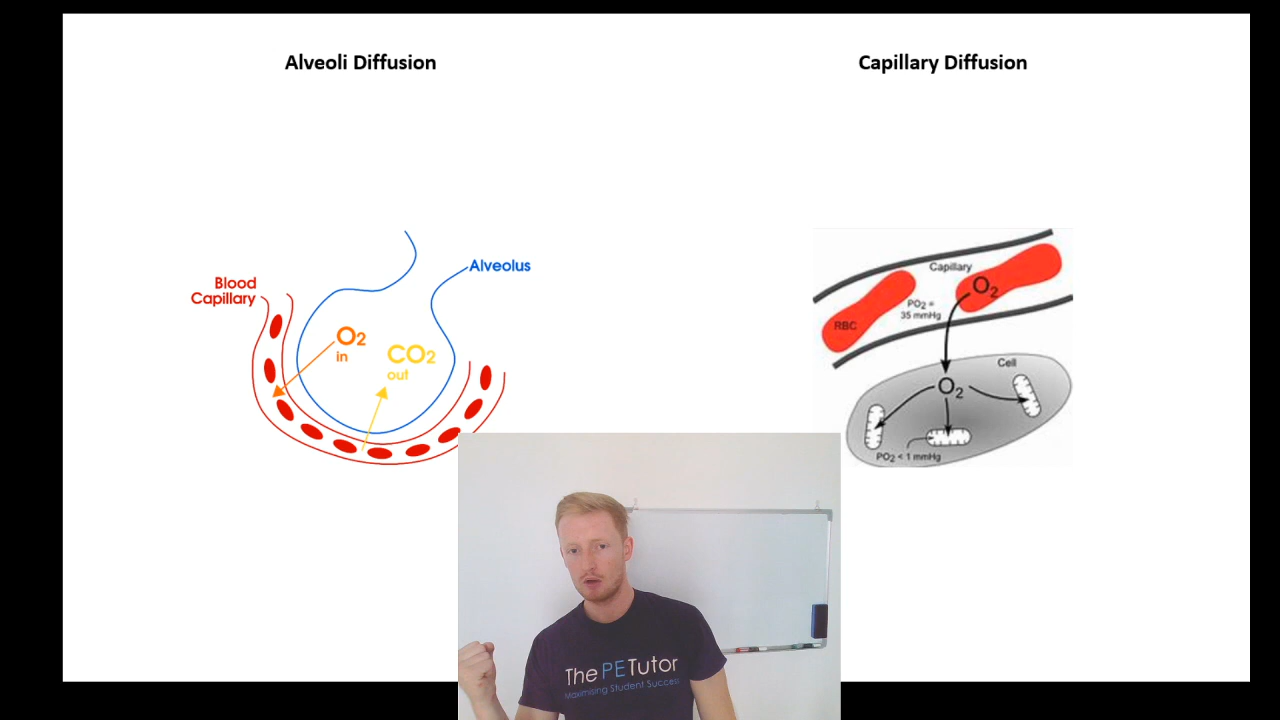 Alveoli Diffusion
Capillary Diffusion
Blood
Capillary
Alveolus
O2
in
CO2
out
Capillary
O2
PO2 =
35 mmHg
RBC
Cell
O2
PO2 < 1 mmHg
The PE Tutor
Maximising Student Success